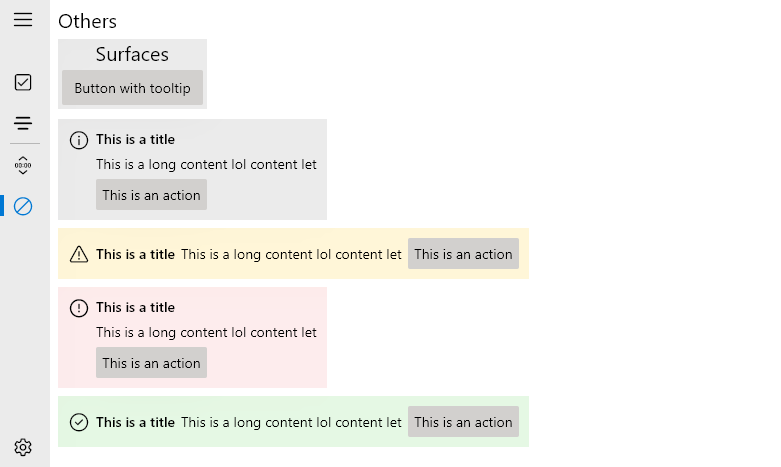 Others
Surfaces
Button with tooltip
This is a title
This is a long content lol content let
This is an action
00:00
This is a title This is a long content lol content let This is an action
This is a title
This is a long content lol content let
This is an action
This is a title This is a long content lol content let This is an action